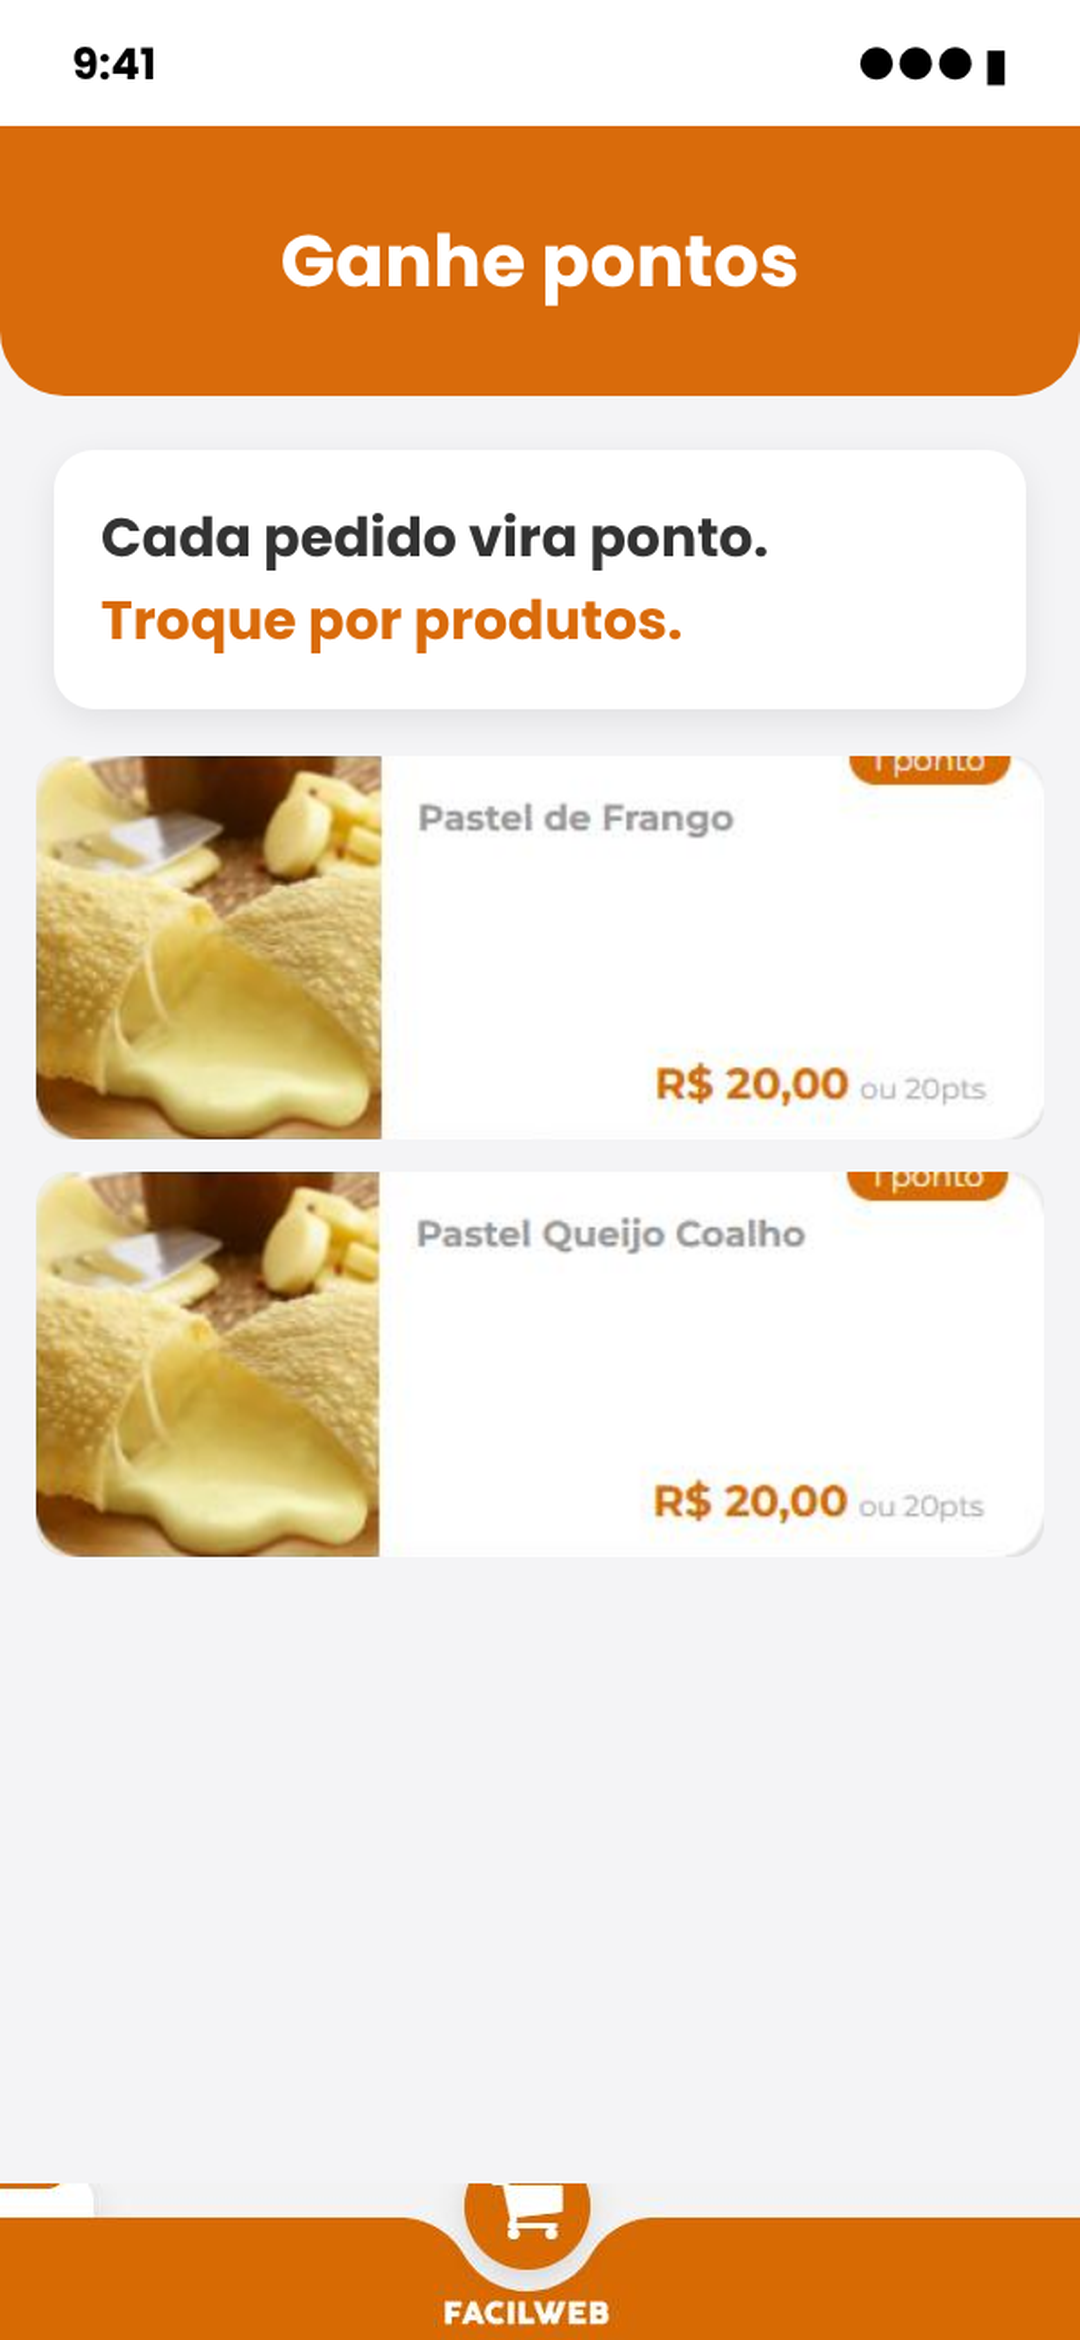 9:41
Ganhe pontos
Cada pedido vira ponto.
Troque por produtos.
1 ponto
Pastel de Frango
R$ 20,00 ou 20pts
1 ponto
Pastel Queijo Coalho
R$ 20,00 ou 20pts
FACILWEB